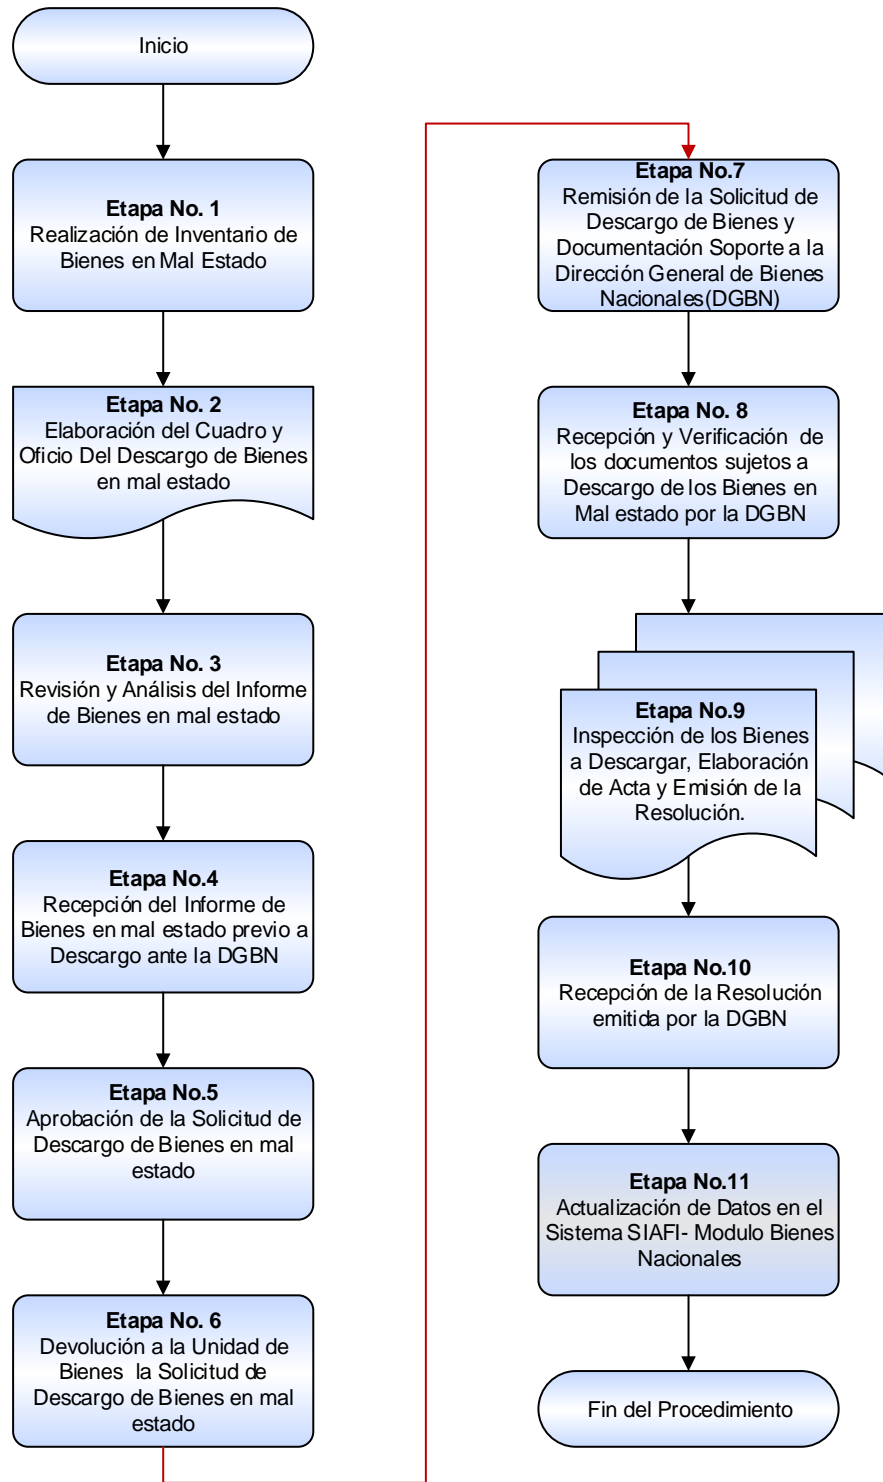 Inicio
Etapa No. 1
Realización de Inventario de
Bienes en Mal Estado
Etapa No. 2
Elaboración del Cuadro y
Oficio Del Descargo de Bienes
en mal estado
Etapa No. 3
Revisión y Análisis del Informe
de Bienes en mal estado
Etapa No.4
Recepción del Informe de
Bienes en mal estado previo a
Descargo ante la DGBN
Etapa No.5
Aprobación de la Solicitud de
Descargo de Bienes en mal
estado
Etapa No. 6
Devolución a la Unidad de
Bienes la Solicitud de
Descargo de Bienes en mal
estado
Etapa No.7
Remisión de la Solicitud de
Descargo de Bienes y
Documentación Soporte a la
Dirección General de Bienes
Nacionales(DGBN)
Etapa No. 8
Recepción y Verificación de
los documentos sujetos a
Descargo de los Bienes en
Mal estado por la DGBN
Etapa No.9
Inspección de los Bienes
a Descargar, Elaboración
de Acta y Emisión de la
Resolución.
Etapa No.10
Recepción de la Resolución
emitida por la DGBN
Etapa No.11
Actualización de Datos en el
Sistema SIAFI- Modulo Bienes
Nacionales
Fin del Procedimiento